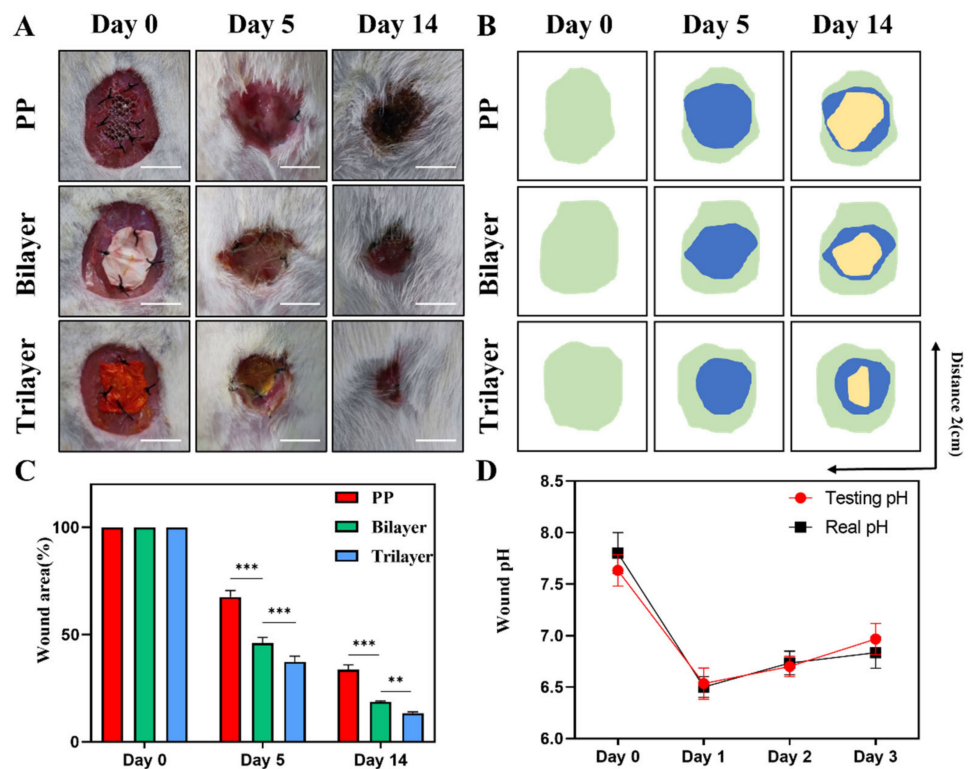 A Day 0 Day 5 Day 14
B Day 0 Day 5 Day 14
PP
Bilayer
Trilayer
PP
Bilayer
Trilayer
Distance 2(cm)
C
PP
Bilayer
Trilayer
Wound area(%)
100
50
0
***
***
***
**
Day 0 Day 5 Day 14
D
Testing pH
Real pH
Wound pH
8.5
8.0
7.5
7.0
6.5
6.0
Day 0 Day 1 Day 2 Day 3